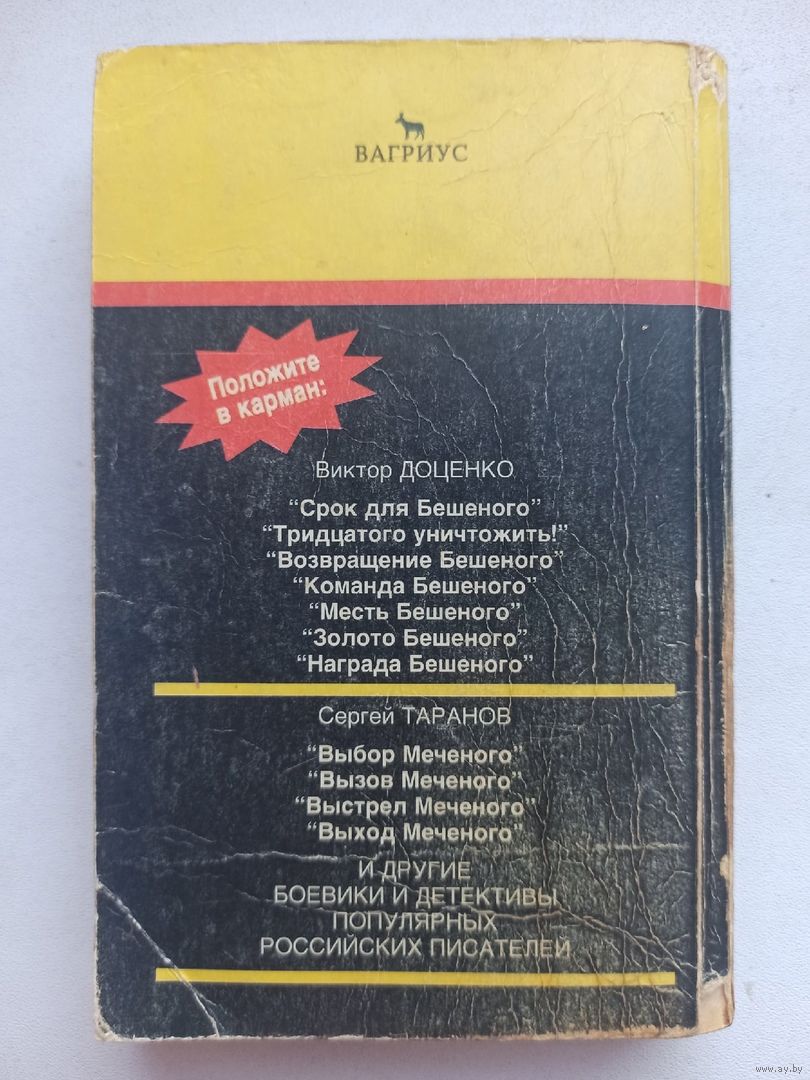 ВАГРИУС
Положите
в карман:
Виктор ДОЦЕНКО
“Срок для Бешеного”
“Тридцатого уничтожить!”
“Возвращение Бешеного”
“Команда Бешеного”
“Месть Бешеного”
“Золото Бешеного”
“Награда Бешеного”
Сергей ТАРАНОВ
“Выбор Меченого”
“Вызов Меченого”
“Выстрел Меченого”
“Выход Меченого”
И ДРУГИЕ
БОЕВИКИ И ДЕТЕКТИВЫ
ПОПУЛЯРНЫХ
РОССИЙСКИХ ПИСАТЕЛЕЙ
www.ay.by